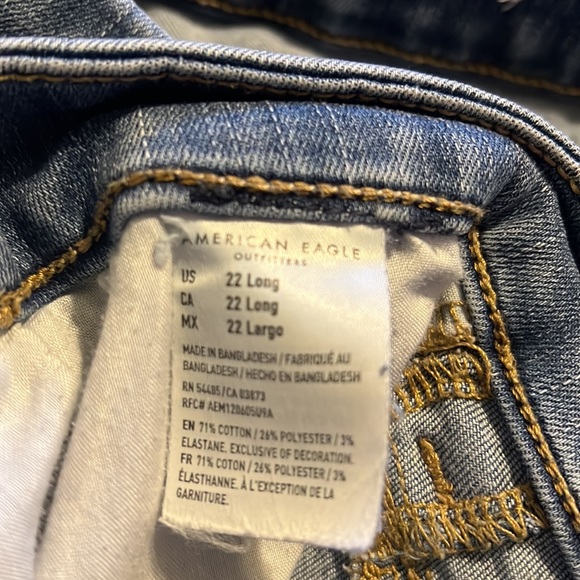 AMERICAN EAGLE
OUTFITTERS
US 22 Long
CA 22 Long
MX 22 Largo
MADE IN BANGLADESH / FABRIQUÉ AU
BANGLADESH / HECHO EN BANGLADESH
RN 54485/CA 03873
RFC# AEM120605U9A
EN 71% COTTON / 26% POLYESTER / 3%
ELASTANE. EXCLUSIVE OF DECORATION.
FR 71% COTON / 26% POLYESTER / 3%
ÉLASTHANNE. À L'EXCEPTION DE LA
GARNITURE.